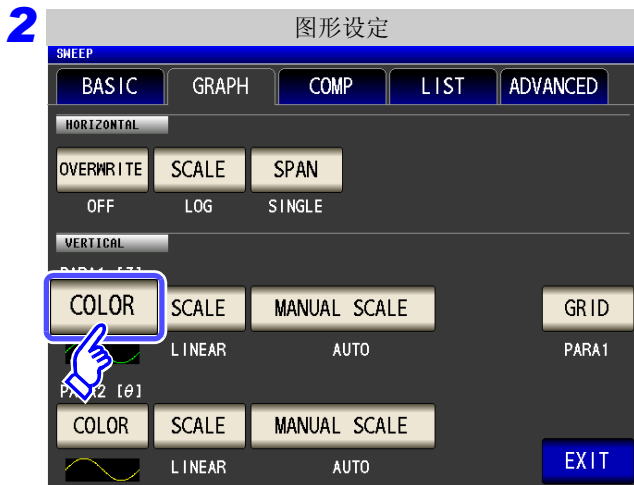 2
图形设定
SWEEP
BASIC GRAPH COMP LIST ADVANCED
HORIZONTAL
OVERWRITE SCALE SPAN
OFF LOG SINGLE
VERTICAL
COLOR SCALE MANUAL SCALE GRID
LINEAR AUTO PARA1
[θ]
COLOR SCALE MANUAL SCALE
LINEAR AUTO
EXIT